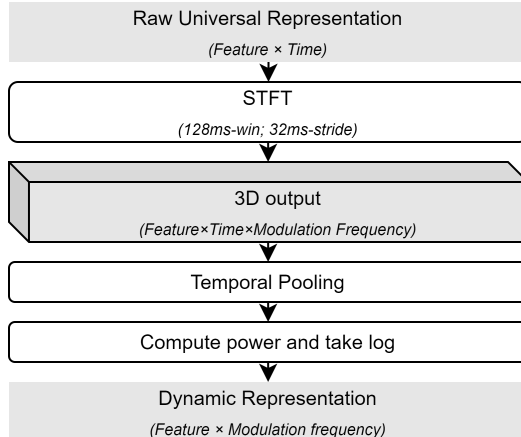 Raw Universal Representation
(Feature × Time)
STFT
(128ms-win; 32ms-stride)
3D output
(Feature×Time×Modulation Frequency)
Temporal Pooling
Compute power and take log
Dynamic Representation
(Feature × Modulation frequency)